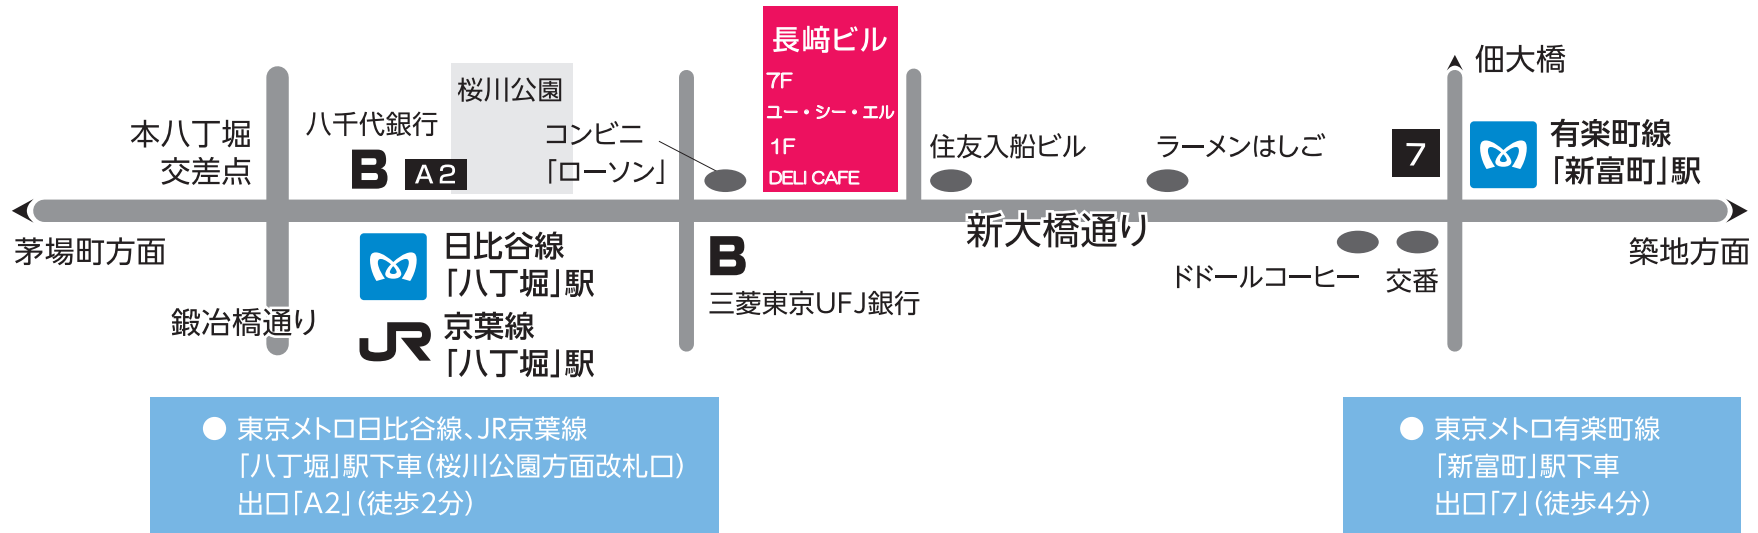 長﨑ビル
7F
ユー・シー・エル
1F
DELI CAFE
佃大橋
桜川公園
本八丁堀
交差点
八千代銀行
B
A2
コンビニ
「ローソン」
住友入船ビル
ラーメンはしご
7
有楽町線
「新富町」駅
茅場町方面
新大橋通り
築地方面
日比谷線
「八丁堀」駅
B
三菱東京UFJ銀行
ドドールコーヒー
交番
鍛冶橋通り
JR
京葉線
「八丁堀」駅
● 東京メトロ日比谷線、JR京葉線
「八丁堀」駅下車(桜川公園方面改札口)
出口「A2」(徒歩2分)
● 東京メトロ有楽町線
「新富町」駅下車
出口「7」(徒歩4分)